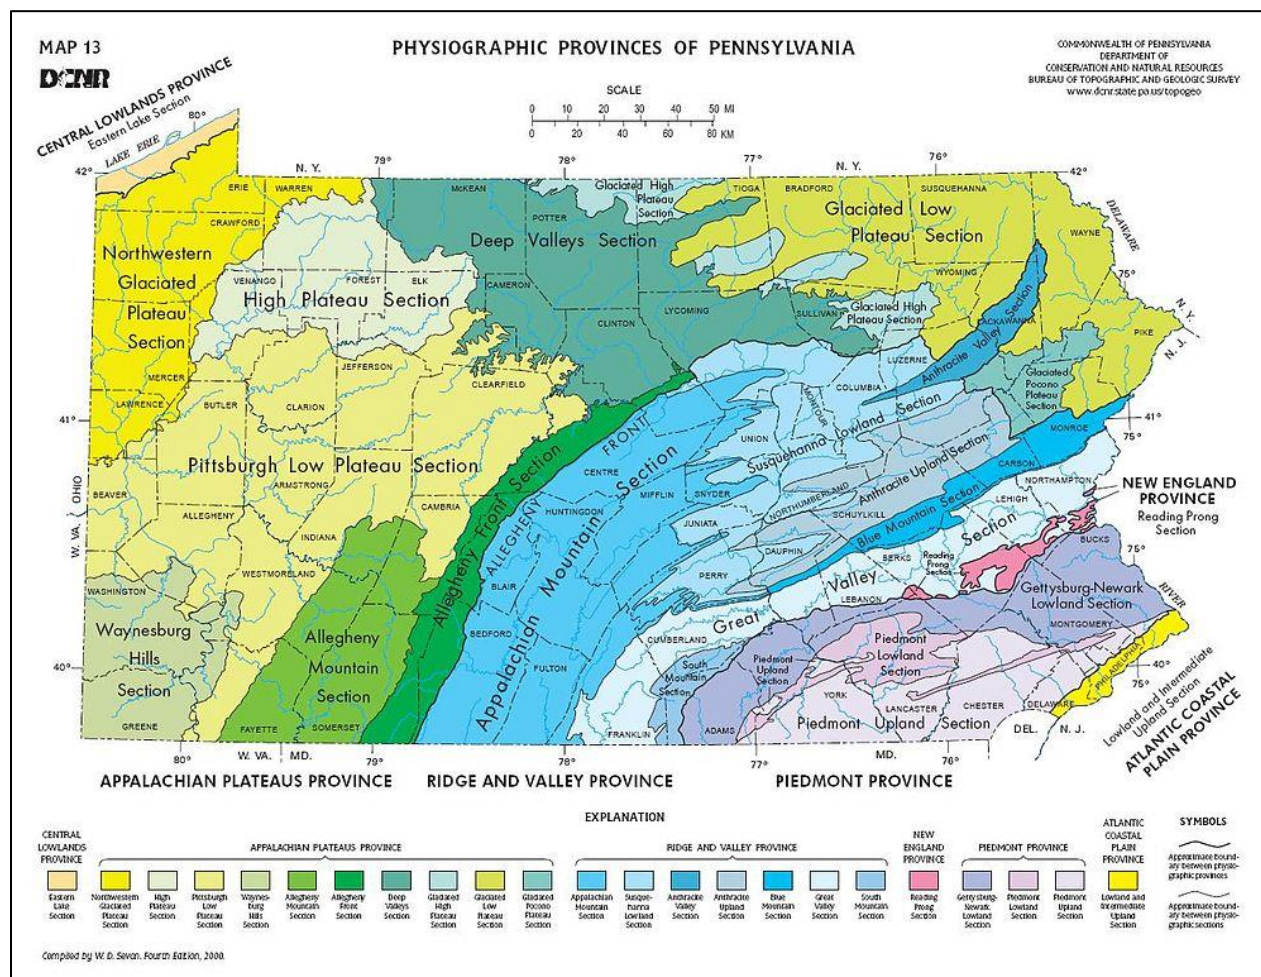 MAP 13
DCNR
PHYSIOGRAPHIC PROVINCES OF PENNSYLVANIA
COMMONWEALTH OF PENNSYLVANIA
DEPARTMENT OF
CONSERVATION AND NATURAL RESOURCES
BUREAU OF TOPOGRAPHIC AND GEOLOGIC SURVEY
www.dcnr.state.pa.us/topogeo
SCALE
0 10 20 30 40 50 MI
0 20 40 60 80 KM
CENTRAL LOWLANDS PROVINCE
Eastern Lake Section
LAKE ERIE
80°
79°
78°
77°
76°
42°
42°
N. Y.
N. Y.
ERIE
WARREN
McKEAN
POTTER
TIOGA
BRADFORD
SUSQUEHANNA
WAYNE
DELAWARE
CRAWFORD
Glaciated High
Plateau
Section
Glaciated Low
Plateau Section
Deep Valleys Section
Northwestern
Glaciated
Plateau
Section
VENANGO
FOREST
ELK
CAMERON
WYOMING
75°
High Plateau Section
CLINTON
LYCOMING
SULLIVAN
Glaciated High
Plateau Section
LACKAWANNA
PIKE
N. Y.
N. J.
MERCER
JEFFERSON
CLEARFIELD
LUZERNE
Anthracite Valley Section
Glaciated
Pocono
Plateau
Section
LAWRENCE
BUTLER
CLARION
COLUMBIA
MONTOUR
41°
41°
75°
MONROE
Pittsburgh Low Plateau Section
ARMSTRONG
CENTRE
UNION
Susquehanna Lowland Section
CARBON
NORTHAMPTON
BEAVER
ALLEGHENY
INDIANA
CAMBRIA
HUNTINGDON
MIFFLIN
SNYDER
NORTHUMBERLAND
Anthracite Upland Section
SCHUYLKILL
Blue Mountain Section
LEHIGH
NEW ENGLAND
PROVINCE
Reading Prong
Section
OHIO
W. VA.
ALLEGHENY FRONT
Allegheny Front Section
Appalachian Mountain Section
JUNIATA
DAUPHIN
BERKS
Reading
Prong
Section
BUCKS
75°
WESTMORELAND
BLAIR
PERRY
LEBANON
Great Valley Section
Gettysburg-Newark
Lowland Section
RIVER
WASHINGTON
Waynesburg
Hills
Section
Allegheny
Mountain
Section
BEDFORD
FULTON
CUMBERLAND
South
Mountain
Section
Piedmont
Upland
Section
Piedmont
Lowland
Section
MONTGOMERY
PHILADELPHIA
40°
40°
75°
GREENE
FAYETTE
SOMERSET
FRANKLIN
ADAMS
YORK
LANCASTER
CHESTER
DELAWARE
Piedmont Upland Section
DEL.
N. J.
Lowland and Intermediate
Upland Section
ATLANTIC COASTAL
PLAIN PROVINCE
80°
W. VA.
MD.
79°
78°
77°
MD.
76°
APPALACHIAN PLATEAUS PROVINCE
RIDGE AND VALLEY PROVINCE
PIEDMONT PROVINCE
EXPLANATION
CENTRAL
LOWLANDS
PROVINCE
APPALACHIAN PLATEAUS PROVINCE
RIDGE AND VALLEY PROVINCE
NEW
ENGLAND
PROVINCE
PIEDMONT PROVINCE
ATLANTIC
COASTAL
PLAIN
PROVINCE
SYMBOLS
Eastern
Lake
Section
Northwestern
Glaciated
Plateau
Section
High
Plateau
Section
Pittsburgh
Low
Plateau
Section
Waynes-
burg
Hills
Section
Allegheny
Mountain
Section
Allegheny
Front
Section
Deep
Valleys
Section
Glaciated
High
Plateau
Section
Glaciated
Low
Plateau
Section
Glaciated
Pocono
Plateau
Section
Appalachian
Mountain
Section
Susque-
hanna
Lowland
Section
Anthracite
Valley
Section
Anthracite
Upland
Section
Blue
Mountain
Section
Great
Valley
Section
South
Mountain
Section
Reading
Prong
Section
Gettysburg-
Newark
Lowland
Section
Piedmont
Lowland
Section
Piedmont
Upland
Section
Lowland and
Intermediate
Upland
Section
Approximate bound-
ary between physio-
graphic provinces
Approximate bound-
ary between physio-
graphic sections
Compiled by W. D. Sevon. Fourth Edition, 2000.